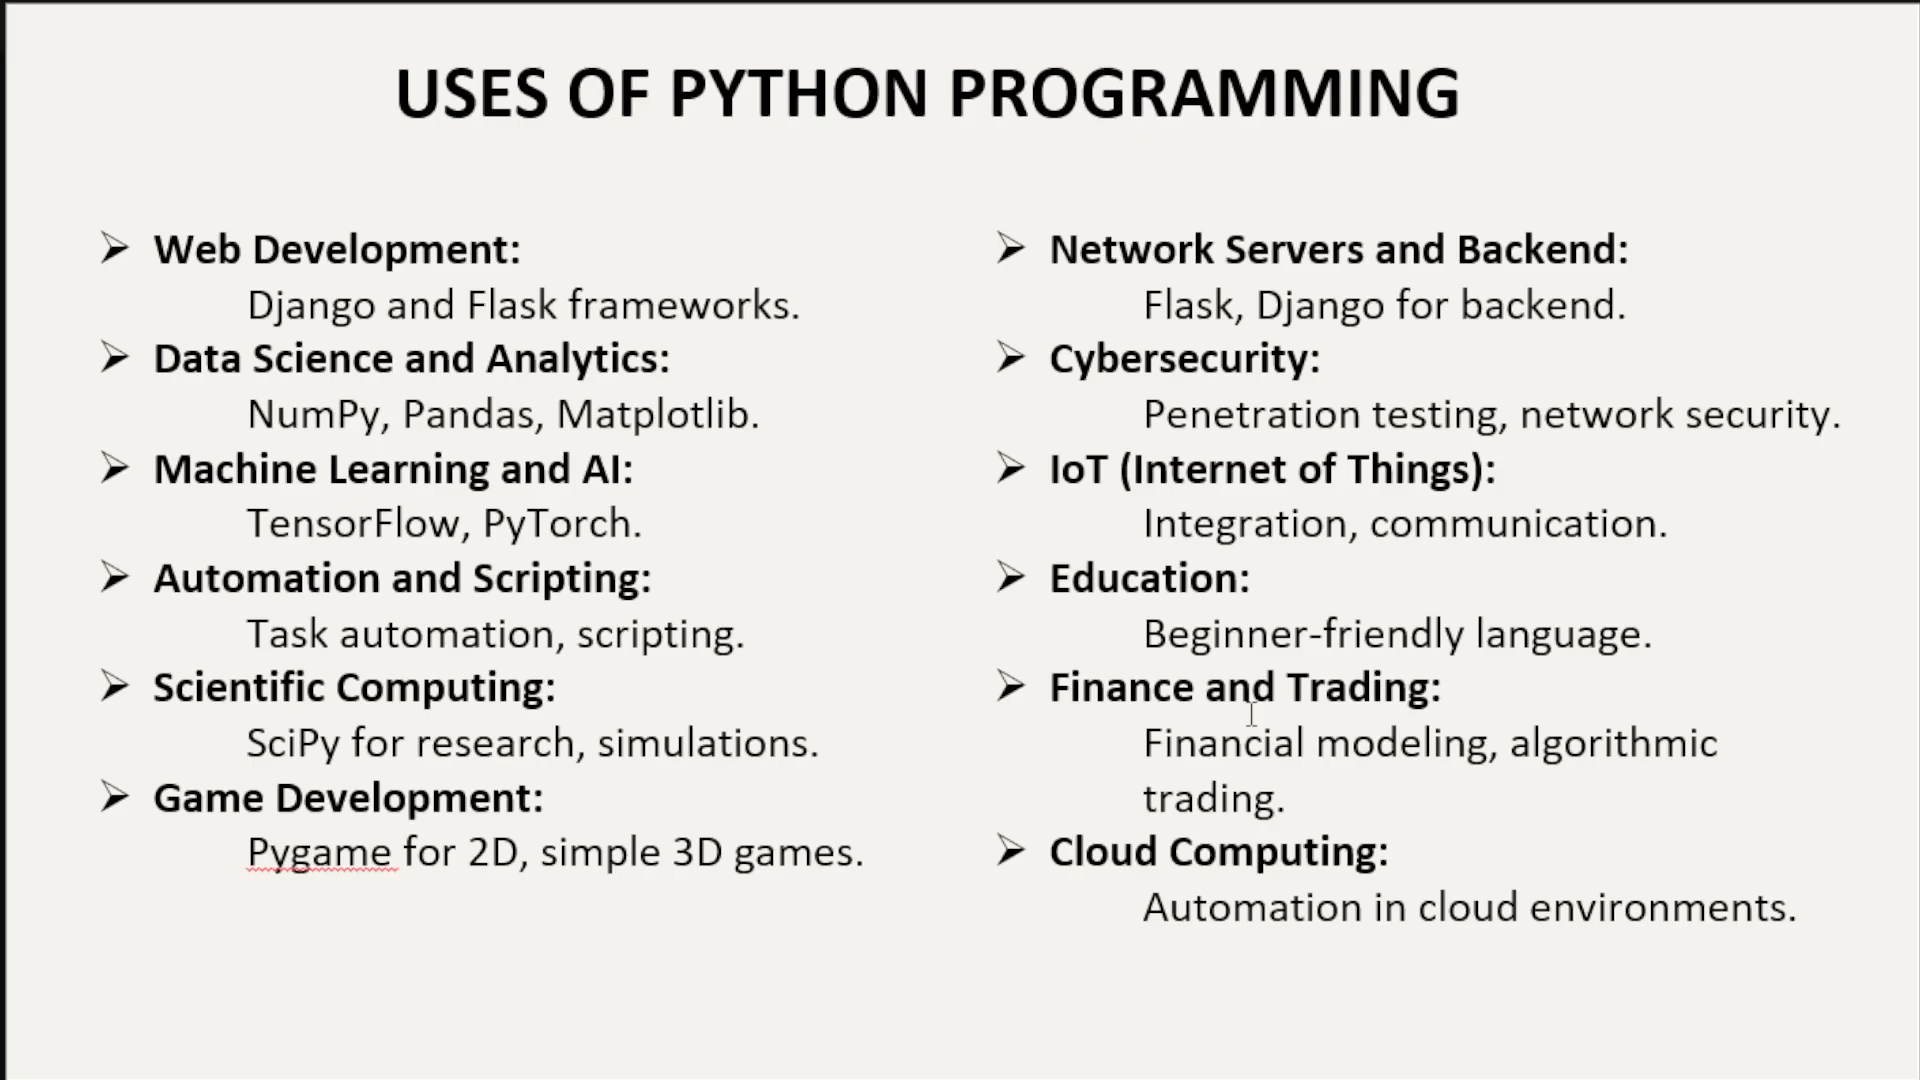 USES OF PYTHON PROGRAMMING
Web Development:
Django and Flask frameworks.
Data Science and Analytics:
NumPy, Pandas, Matplotlib.
Machine Learning and AI:
TensorFlow, PyTorch.
Automation and Scripting:
Task automation, scripting.
Scientific Computing:
SciPy for research, simulations.
Game Development:
Pygame for 2D, simple 3D games.
Network Servers and Backend:
Flask, Django for backend.
Cybersecurity:
Penetration testing, network security.
IoT (Internet of Things):
Integration, communication.
Education:
Beginner-friendly language.
Finance and Trading:
Financial modeling, algorithmic
trading.
Cloud Computing:
Automation in cloud environments.